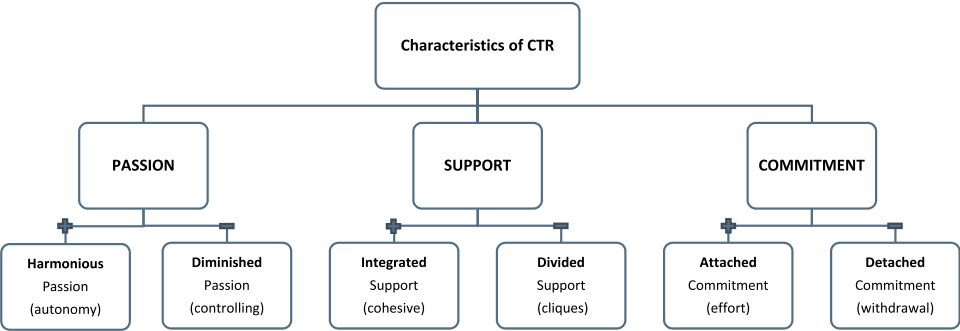 Characteristics of CTR
PASSION
SUPPORT
COMMITMENT
Harmonious
Passion
(autonomy)
Diminished
Passion
(controlling)
Integrated
Support
(cohesive)
Divided
Support
(cliques)
Attached
Commitment
(effort)
Detached
Commitment
(withdrawal)